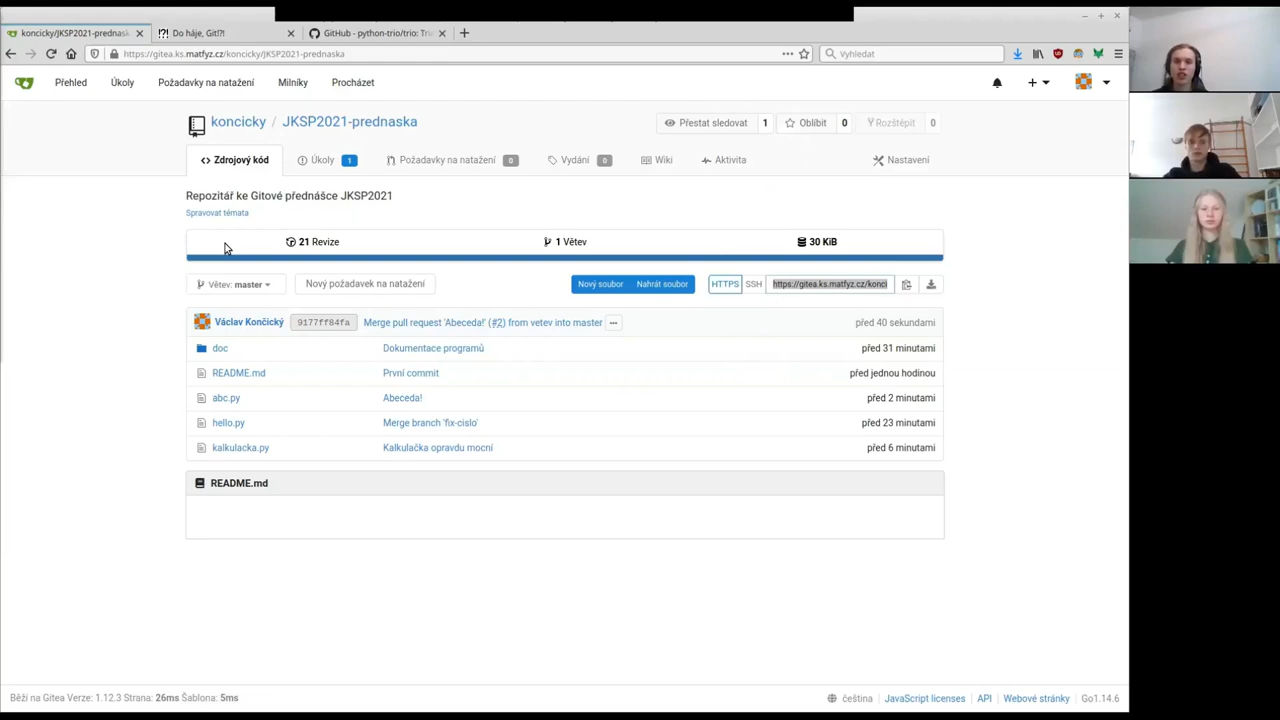 koncicky/JKSP2021-prednask
!?! Do háje, Git!?!
GitHub - python-trio/trio: Tri
https://gitea.ks.matfyz.cz/koncicky/JKSP2021-prednaska
Vyhledat
Přehled Úkoly Požadavky na natažení Milníky Procházet
koncicky / JKSP2021-prednaska
Přestat sledovat 1 Oblíbit 0 Rozštěpit 0
Zdrojový kód Úkoly 1 Požadavky na natažení 0 Vydání 0 Wiki Aktivita Nastavení
Repozitář ke Gitové přednášce JKSP2021
Spravovat témata
21 Revize 1 Větev 30 KiB
Větev: master Nový požadavek na natažení Nový soubor Nahrát soubor HTTPS SSH https://gitea.ks.matfyz.cz/konci
Václav Končický 9177ff84fa Merge pull request 'Abeceda!' (#2) from vetev into master ... před 40 sekundami
doc Dokumentace programů před 31 minutami
README.md První commit před jednou hodinou
abc.py Abeceda! před 2 minutami
hello.py Merge branch 'fix-cislo' před 23 minutami
kalkulacka.py Kalkulačka opravdu mocní před 6 minutami
README.md
Běží na Gitea Verze: 1.12.3 Strana: 26ms Šablona: 5ms čeština JavaScript licenses API Webové stránky Go1.14.6